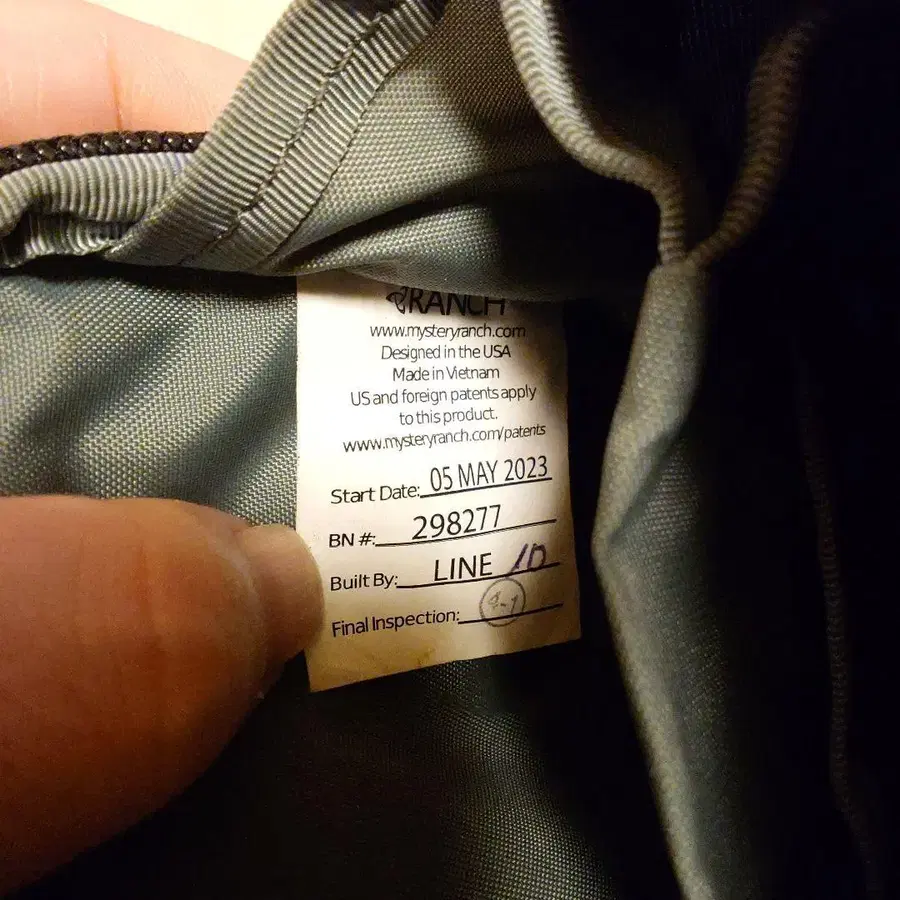 RANCH
www.mysteryranch.com
Designed in the USA
Made in Vietnam
US and foreign patents apply
to this product.
www.mysteryranch.com/patents
Start Date: 05 MAY 2023
BN #: 298277
Built By: LINE 10
Final Inspection: